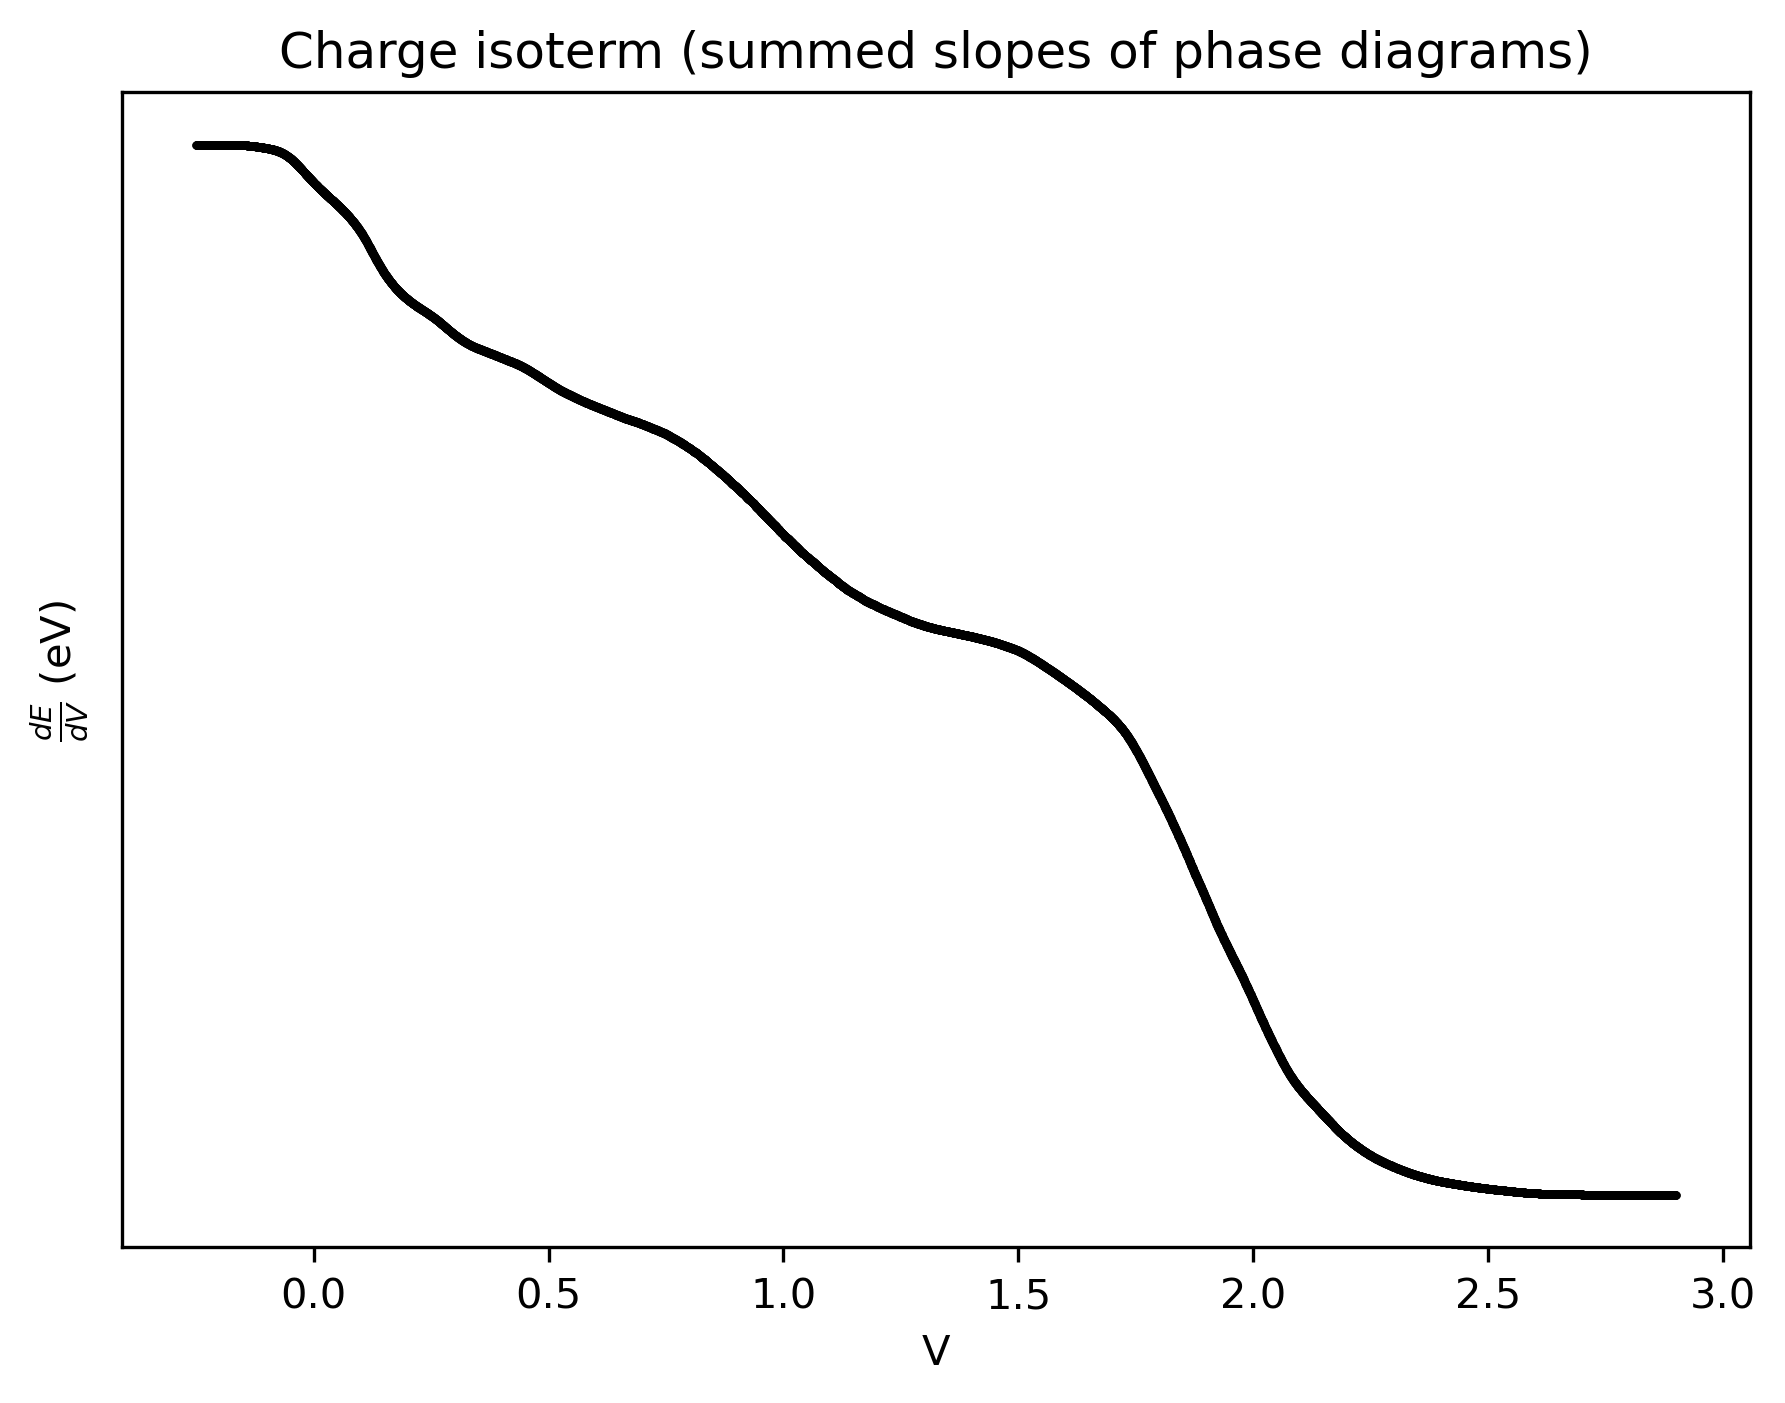 Charge isoterm (summed slopes of phase diagrams)
dE/dV (eV)
0.0 0.5 1.0 1.5 2.0 2.5 3.0
V